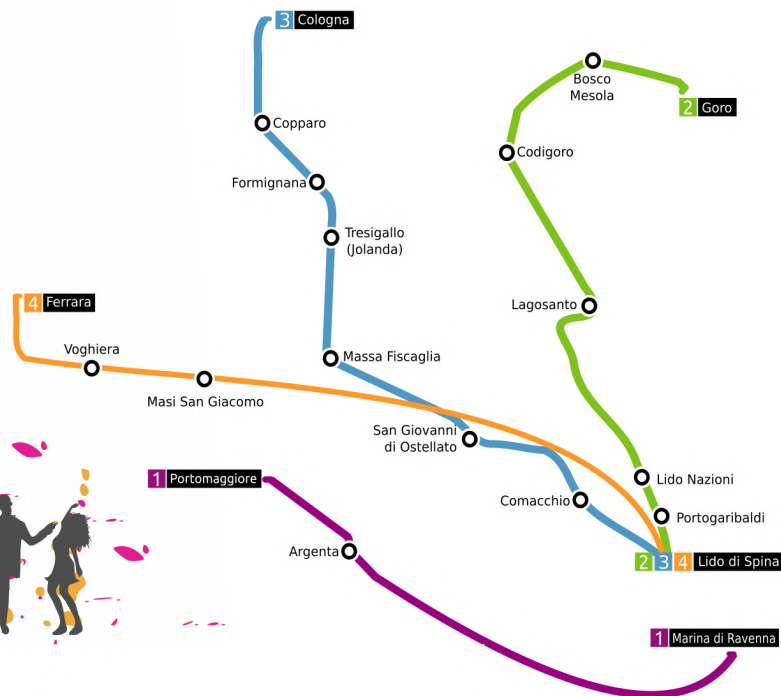 3 Cologna
Bosco
Mesola
2 Goro
Copparo
Codigoro
Formignana
Tresigallo
(Jolanda)
4 Ferrara
Lagosanto
Voghiera
Massa Fiscaglia
Masi San Giacomo
San Giovanni
di Ostellato
1 Portomaggiore
Lido Nazioni
Comacchio
Portogaribaldi
Argenta
2 3 4 Lido di Spina
1 Marina di Ravenna